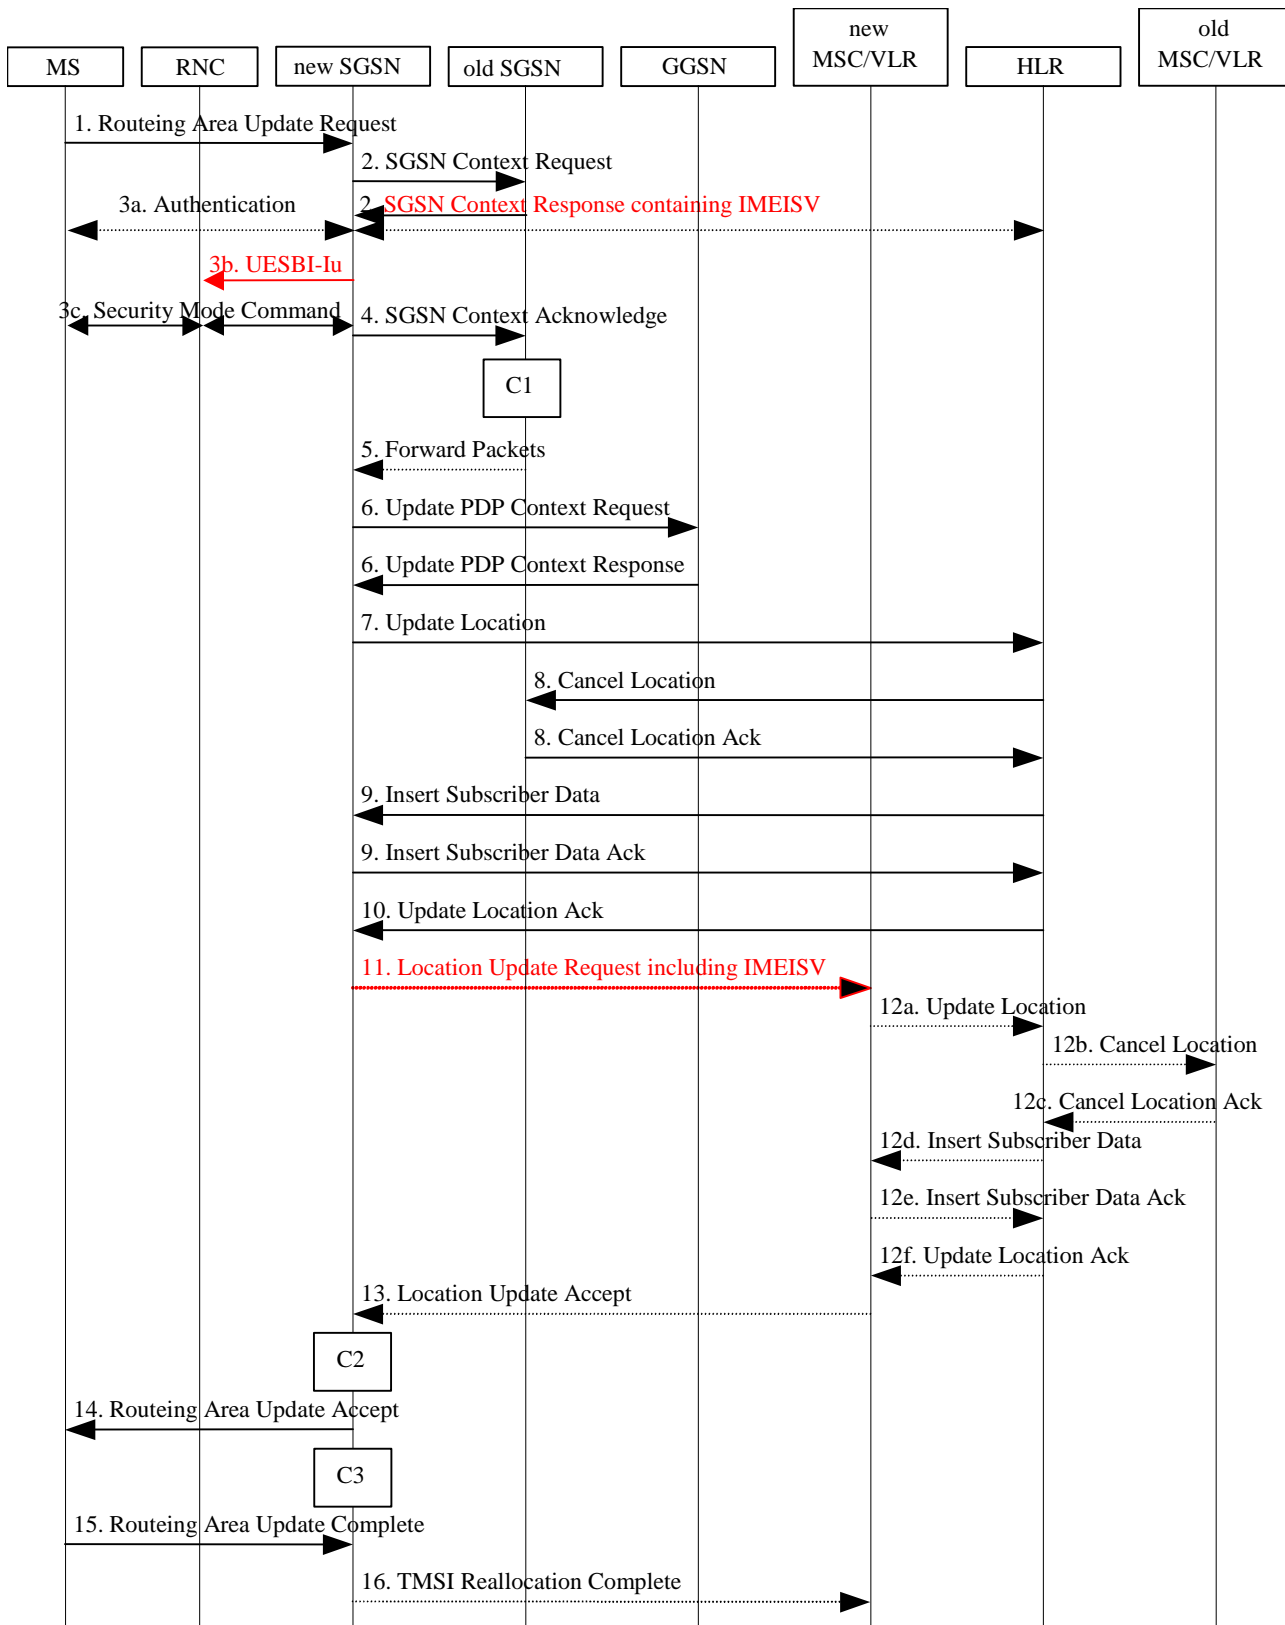 new
MSC/VLR
old
MSC/VLR
MS
RNC
new SGSN
old SGSN
GGSN
HLR
1. Routeing Area Update Request
2. SGSN Context Request
3a. Authentication
2. SGSN Context Response containing IMEISV
3b. UESBI-Iu
3c. Security Mode Command
4. SGSN Context Acknowledge
C1
5. Forward Packets
6. Update PDP Context Request
6. Update PDP Context Response
7. Update Location
8. Cancel Location
8. Cancel Location Ack
9. Insert Subscriber Data
9. Insert Subscriber Data Ack
10. Update Location Ack
11. Location Update Request including IMEISV
12a. Update Location
12b. Cancel Location
12c. Cancel Location Ack
12d. Insert Subscriber Data
12e. Insert Subscriber Data Ack
12f. Update Location Ack
13. Location Update Accept
C2
14. Routeing Area Update Accept
C3
15. Routeing Area Update Complete
16. TMSI Reallocation Complete